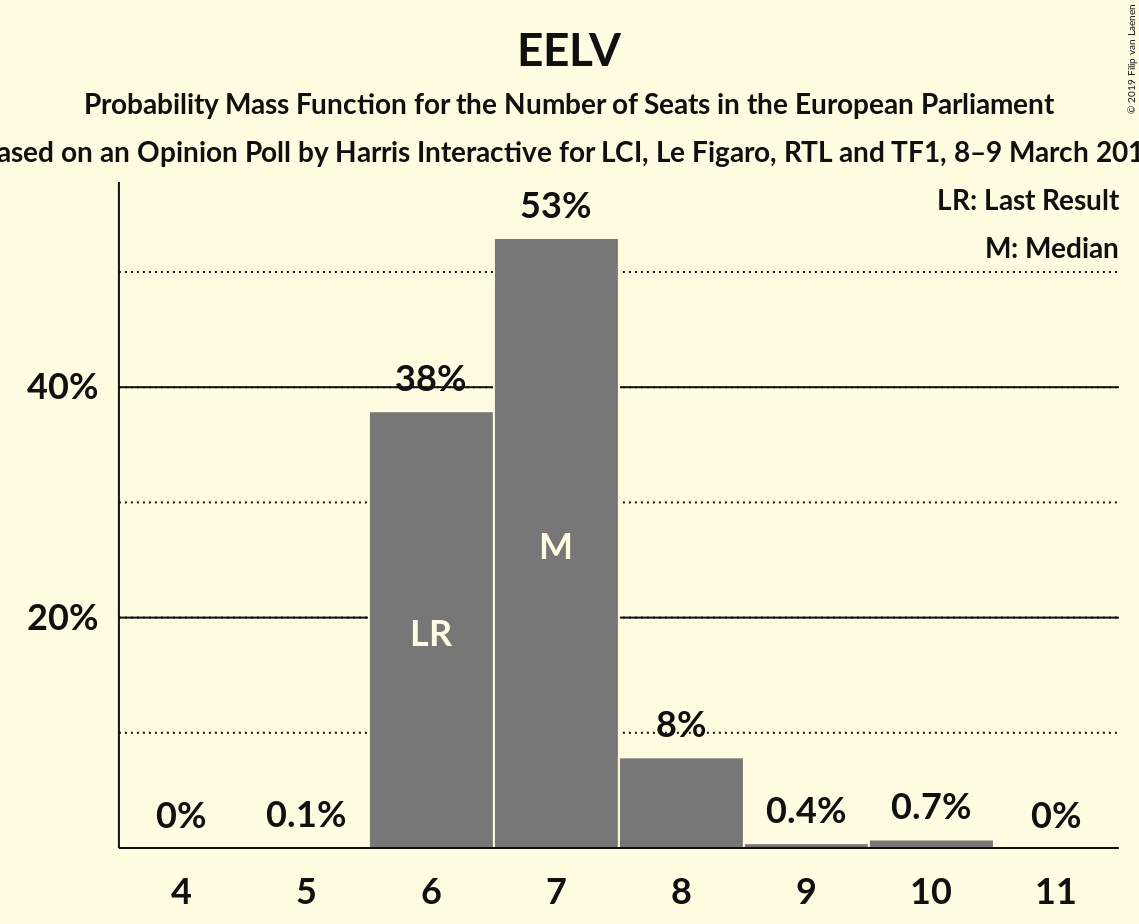 EELV
Probability Mass Function for the Number of Seats in the European Parliament
ased on an Opinion Poll by Harris Interactive for LCI, Le Figaro, RTL and TF1, 8–9 March 201
© 2019 Filip van Laenen
LR: Last Result
M: Median
53%
38%
40%
M
20%
LR
8%
0%
0.1%
0.4%
0.7%
0%
4 5 6 7 8 9 10 11